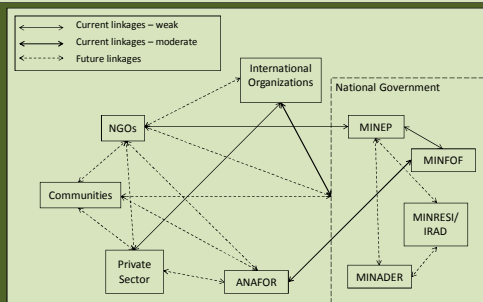 Current linkages – weak
Current linkages – moderate
Future linkages
International
Organizations
National Government
NGOs
MINEP
MINFOF
Communities
MINRESI/
IRAD
Private
Sector
ANAFOR
MINADER